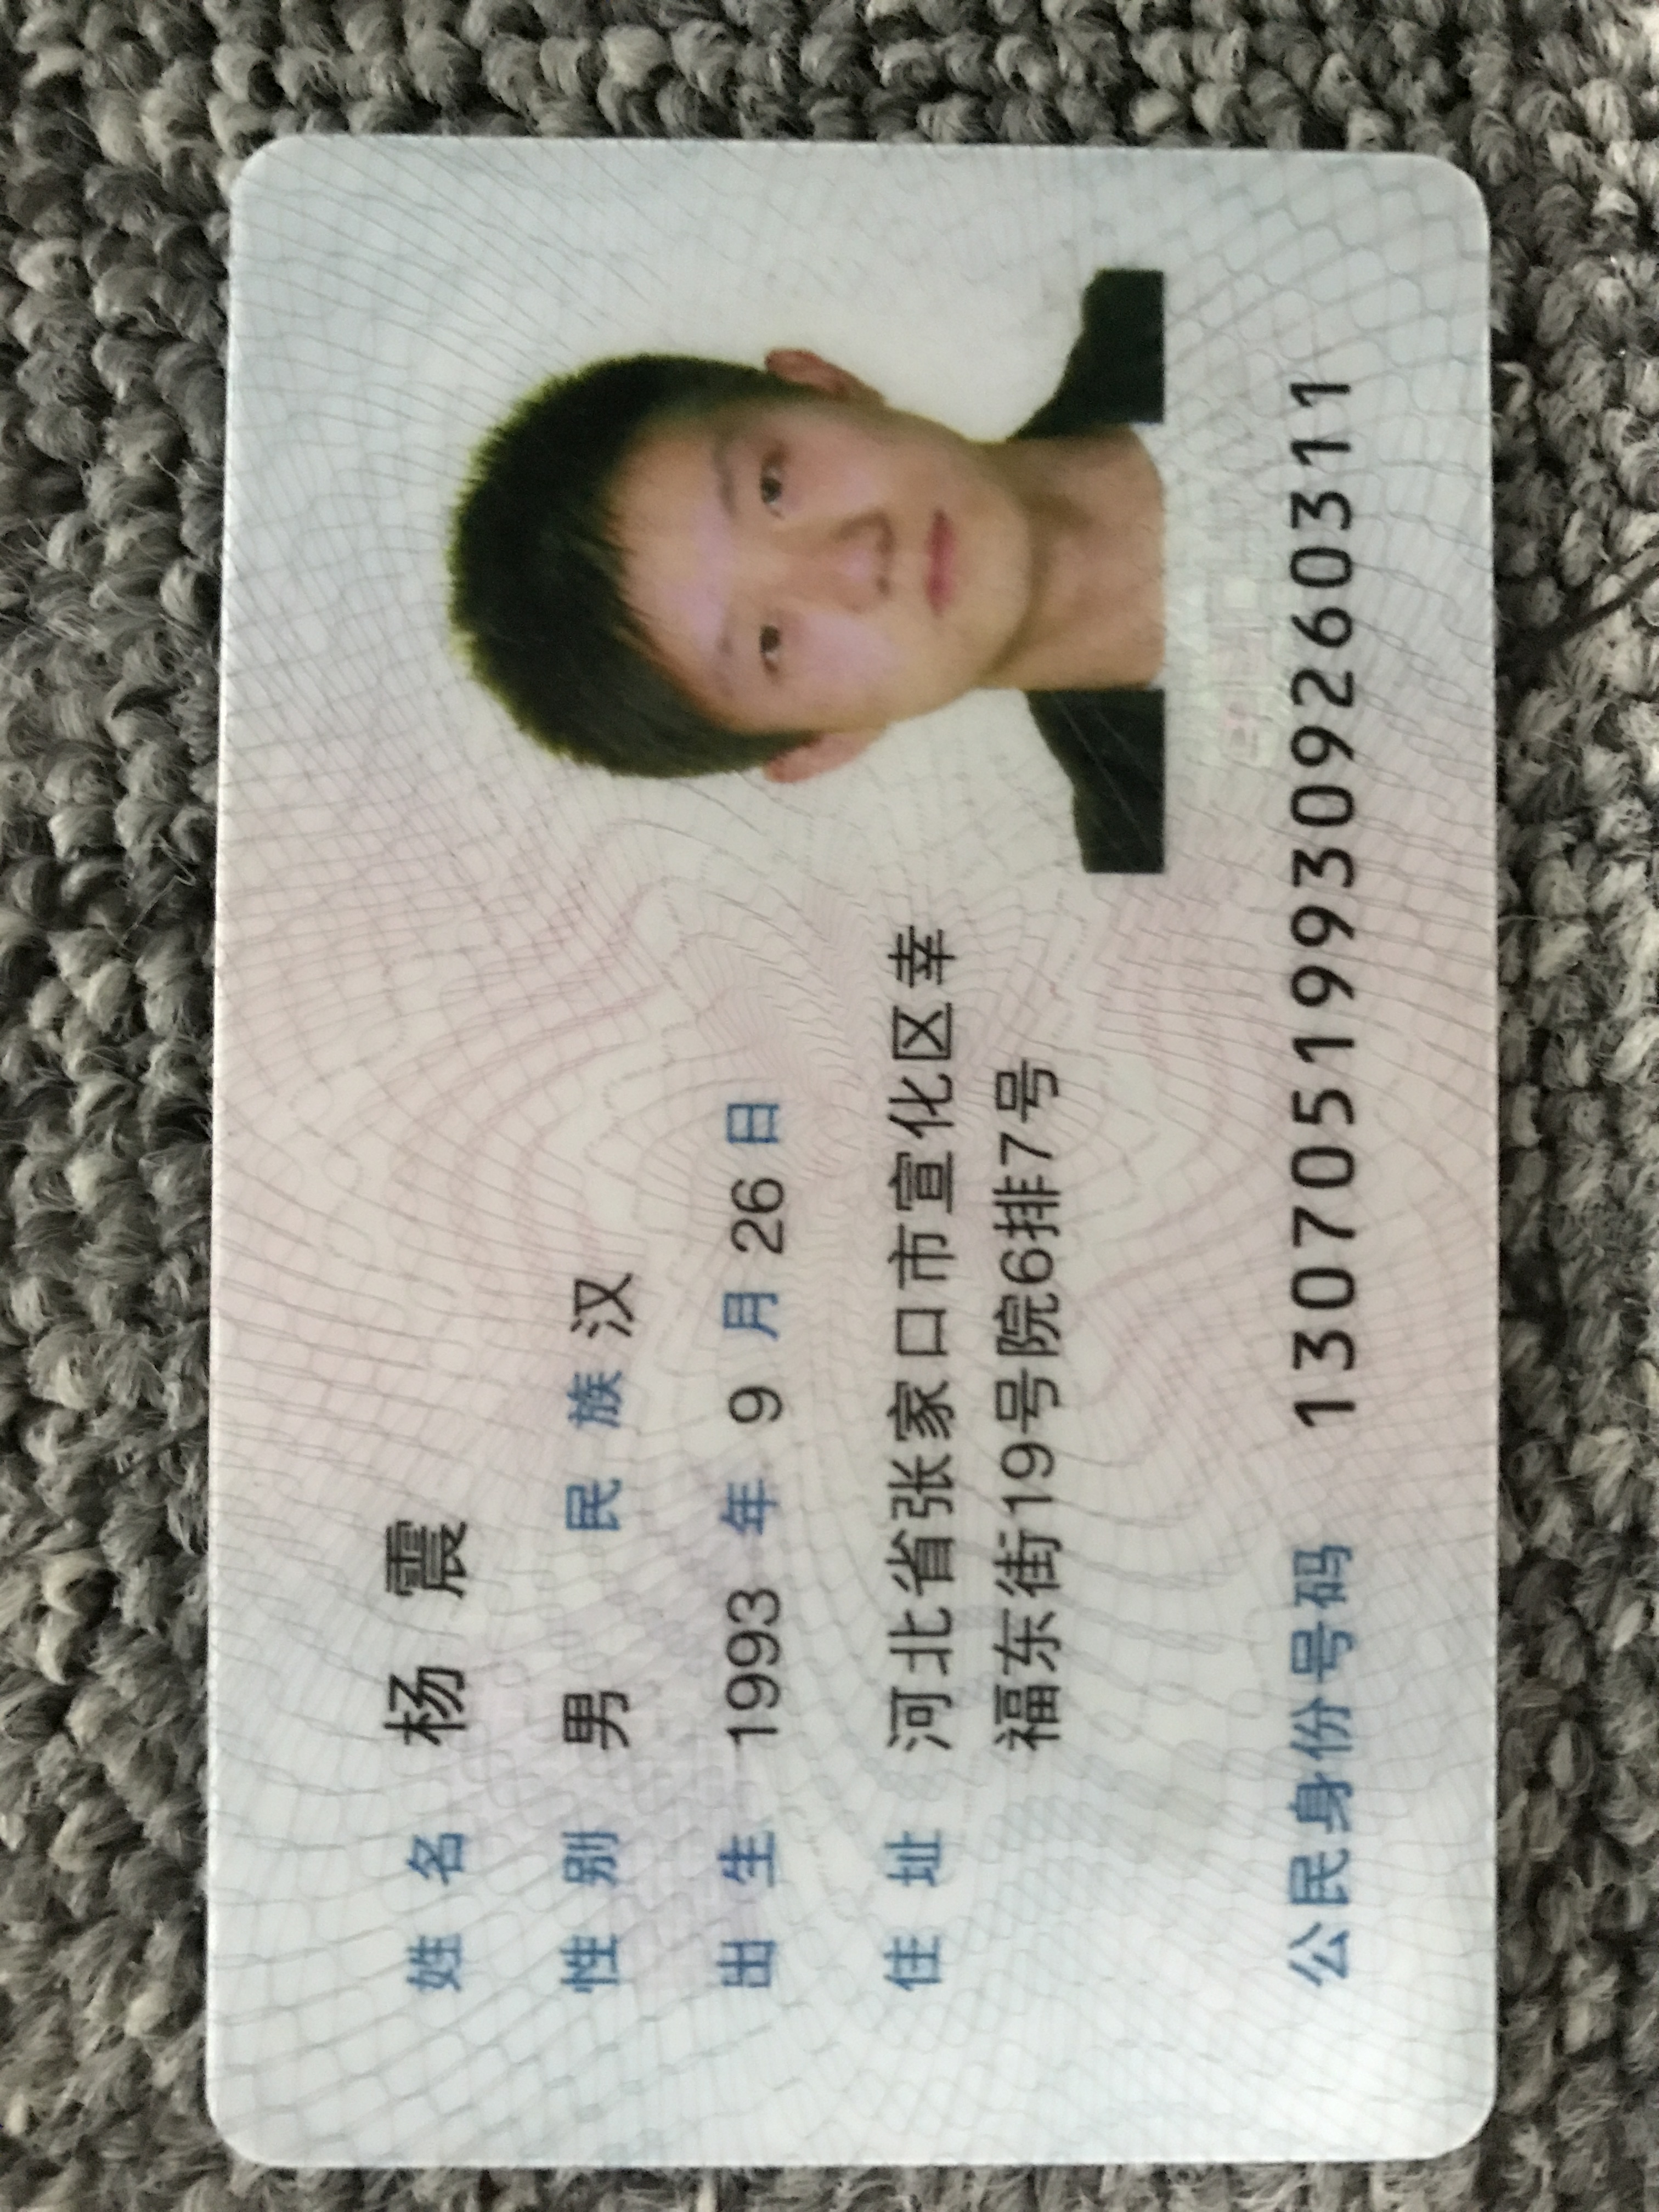 姓名 杨震
性别 男 民族 汉
出生 1993 年 9 月 26 日
住址 河北省张家口市宣化区幸
福东街19号院6排7号
公民身份号码 130705199309260311